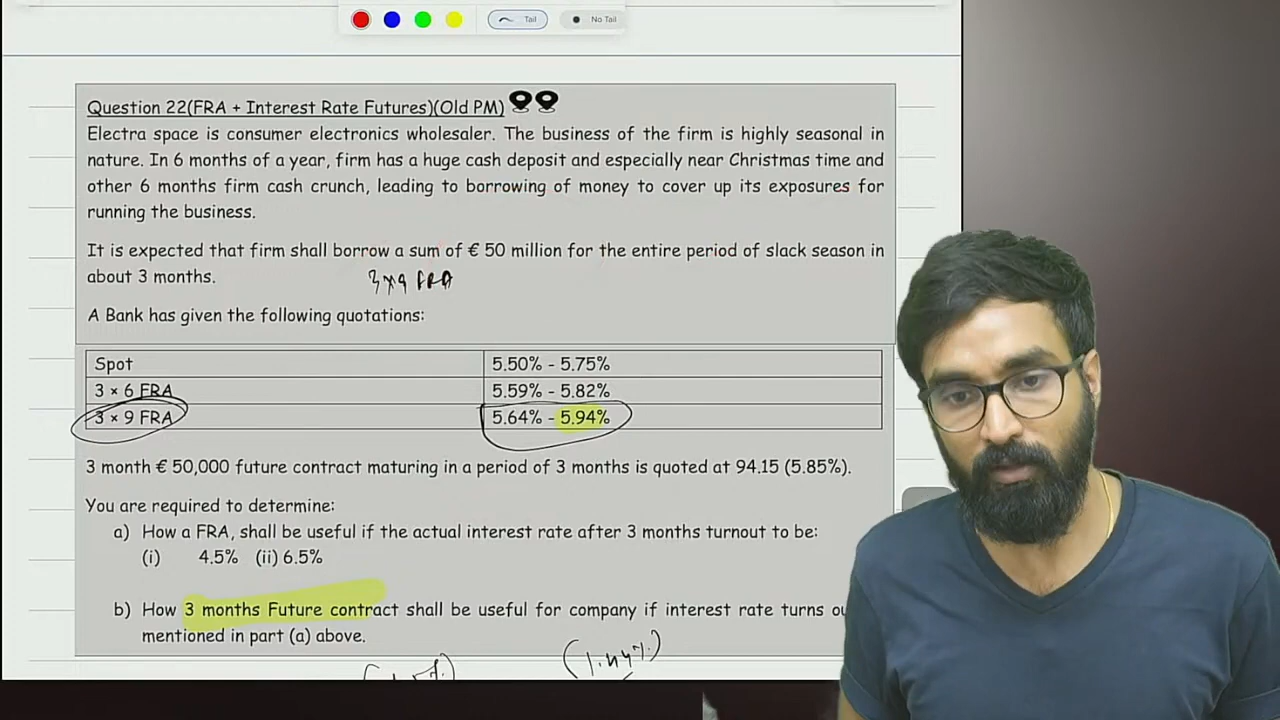 Tail No Tail
Question 22(FRA + Interest Rate Futures)(Old PM)
Electra space is consumer electronics wholesaler. The business of the firm is highly seasonal in
nature. In 6 months of a year, firm has a huge cash deposit and especially near Christmas time and
other 6 months firm cash crunch, leading to borrowing of money to cover up its exposures for
running the business.
It is expected that firm shall borrow a sum of € 50 million for the entire period of slack season in
about 3 months.
3x9 FRA
A Bank has given the following quotations:
Spot 5.50% - 5.75%
3 × 6 FRA 5.59% - 5.82%
3 × 9 FRA 5.64% - 5.94%
3 month € 50,000 future contract maturing in a period of 3 months is quoted at 94.15 (5.85%).
You are required to determine:
a) How a FRA, shall be useful if the actual interest rate after 3 months turnout to be:
(i) 4.5% (ii) 6.5%
b) How 3 months Future contract shall be useful for company if interest rate turns
mentioned in part (a) above.
(1.44%)